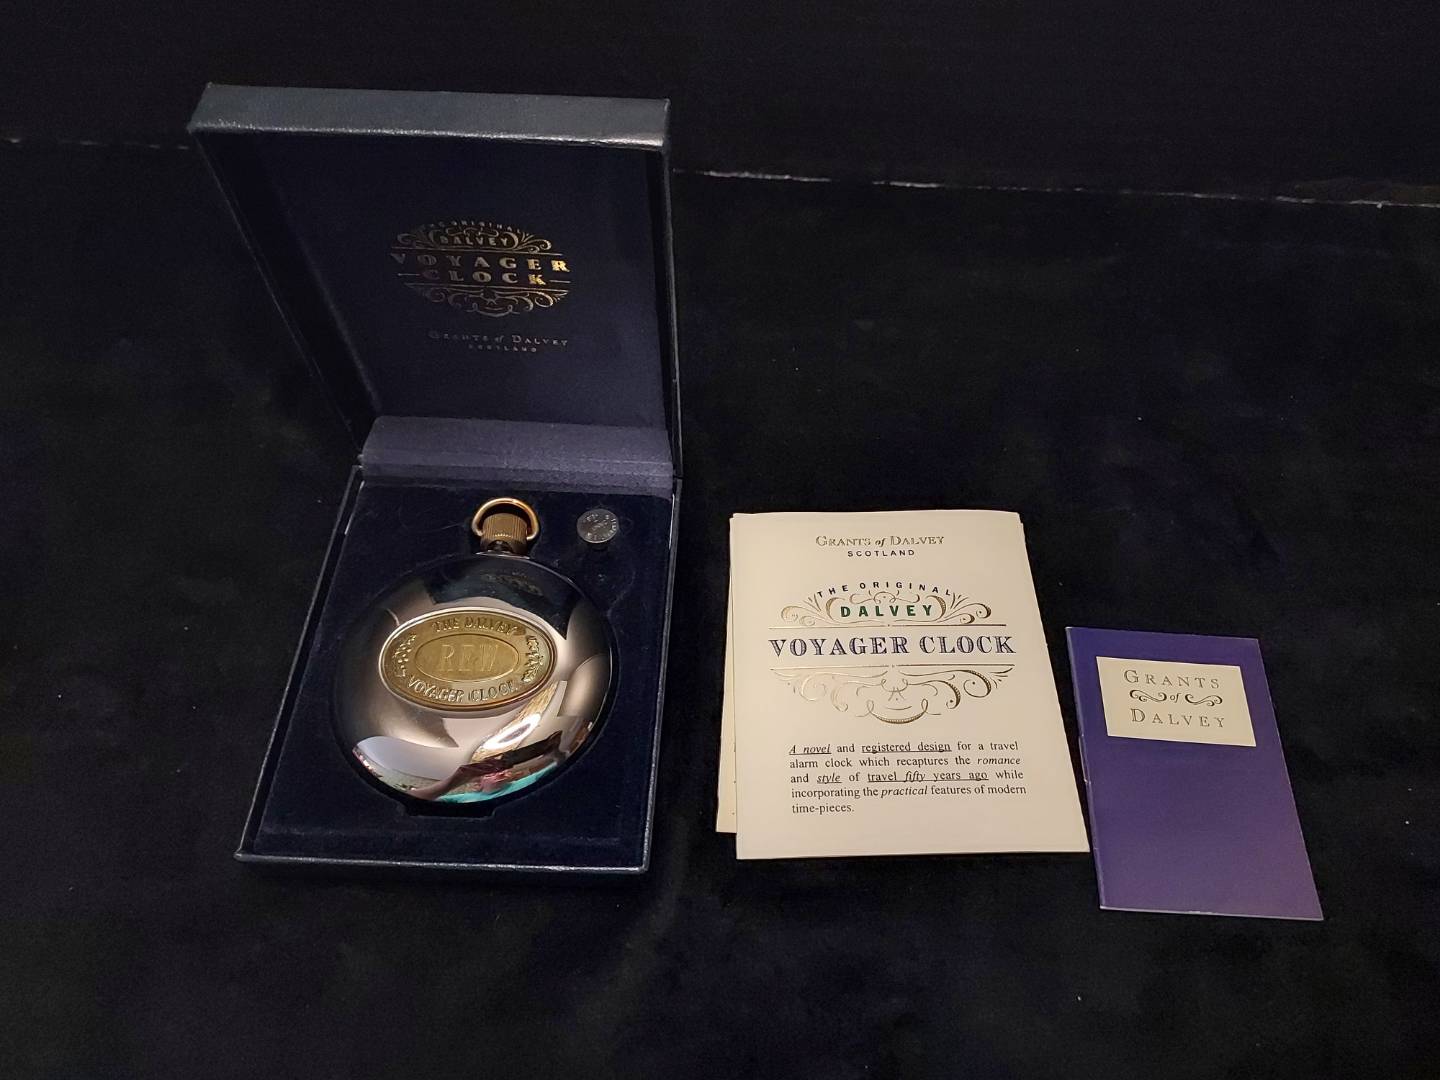 THE ORIGINAL
DALVEY
VOYAGER
CLOCK
GRANTS of DALVEY
SCOTLAND
THE DALVEY
VOYAGER CLOCK
GRANTS of DALVEY
SCOTLAND
THE ORIGINAL
DALVEY
VOYAGER CLOCK
A novel and registered design for a travel
alarm clock which recaptures the romance
and style of travel fifty years ago while
incorporating the practical features of modern
time-pieces.
GRANTS
of
DALVEY